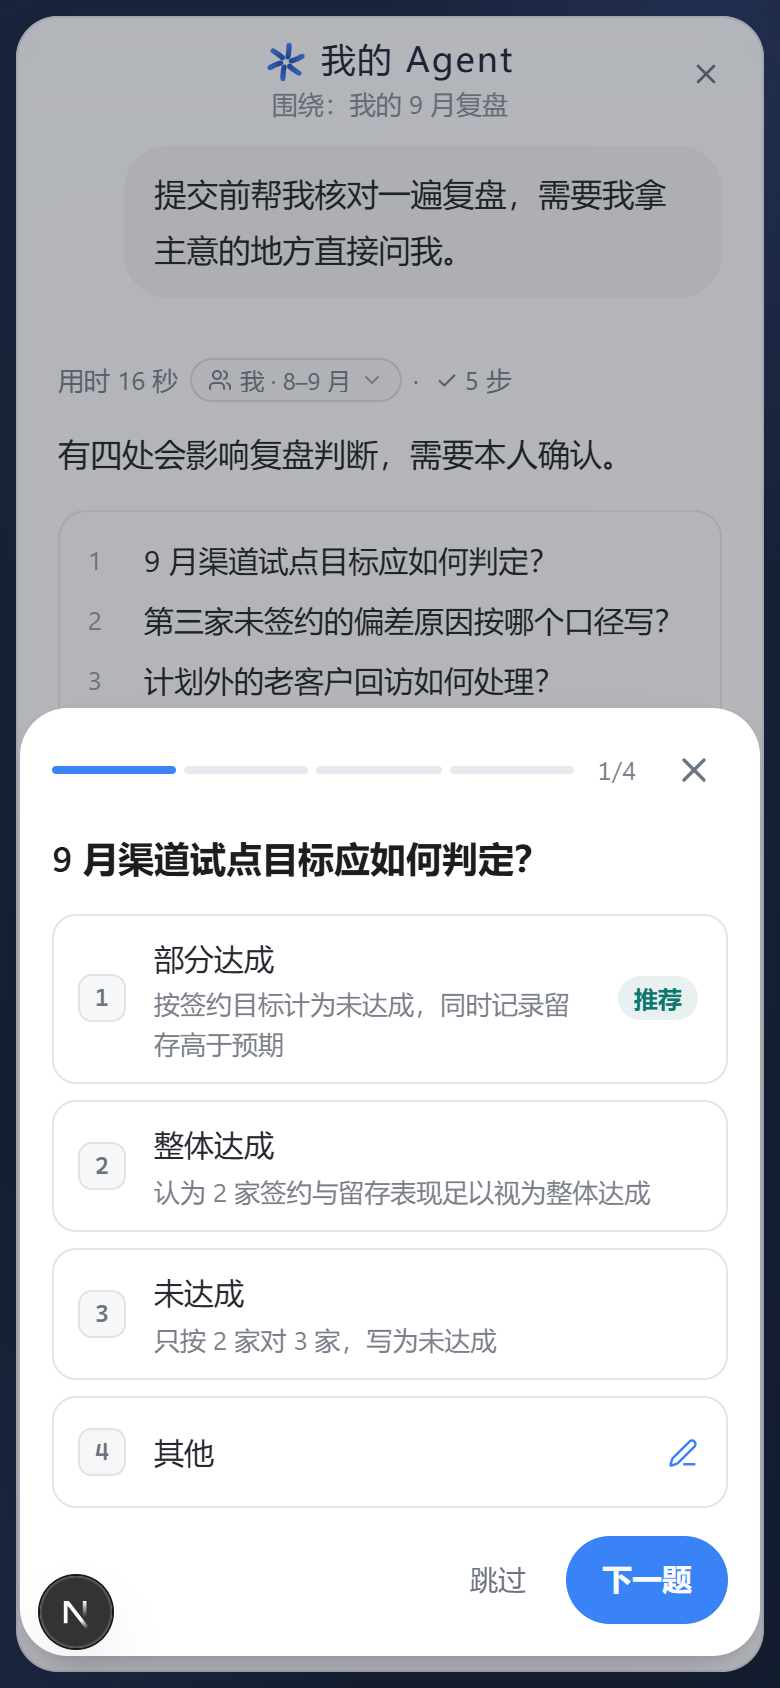 我的 Agent
围绕：我的 9 月复盘
提交前帮我核对一遍复盘，需要我拿
主意的地方直接问我。
用时 16 秒 我 · 8–9 月 · 5 步
有四处会影响复盘判断，需要本人确认。
1 9 月渠道试点目标应如何判定？
2 第三家未签约的偏差原因按哪个口径写？
3 计划外的老客户回访如何处理？
1/4
9 月渠道试点目标应如何判定？
1 部分达成
按签约目标计为未达成，同时记录留
存高于预期
推荐
2 整体达成
认为 2 家签约与留存表现足以视为整体达成
3 未达成
只按 2 家对 3 家，写为未达成
4 其他
跳过 下一题
N